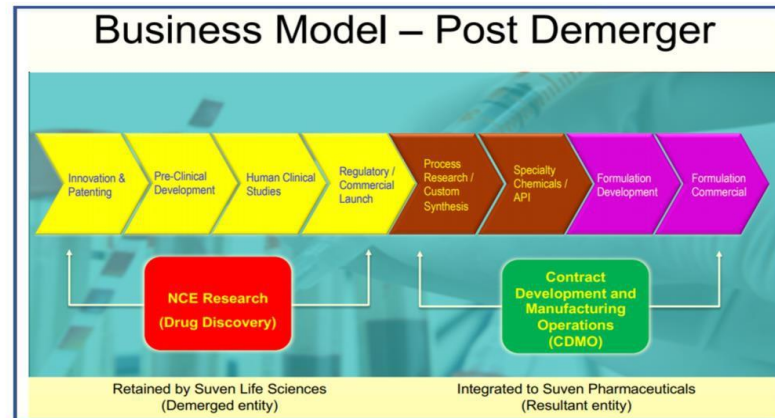 Business Model – Post Demerger
Innovation &
Patenting
Pre-Clinical
Development
Human Clinical
Studies
Regulatory /
Commercial
Launch
Process
Research /
Custom
Synthesis
Specialty
Chemicals /
API
Formulation
Development
Formulation
Commercial
NCE Research
(Drug Discovery)
Contract
Development and
Manufacturing
Operations
(CDMO)
Retained by Suven Life Sciences
(Demerged entity)
Integrated to Suven Pharmaceuticals
(Resultant entity)